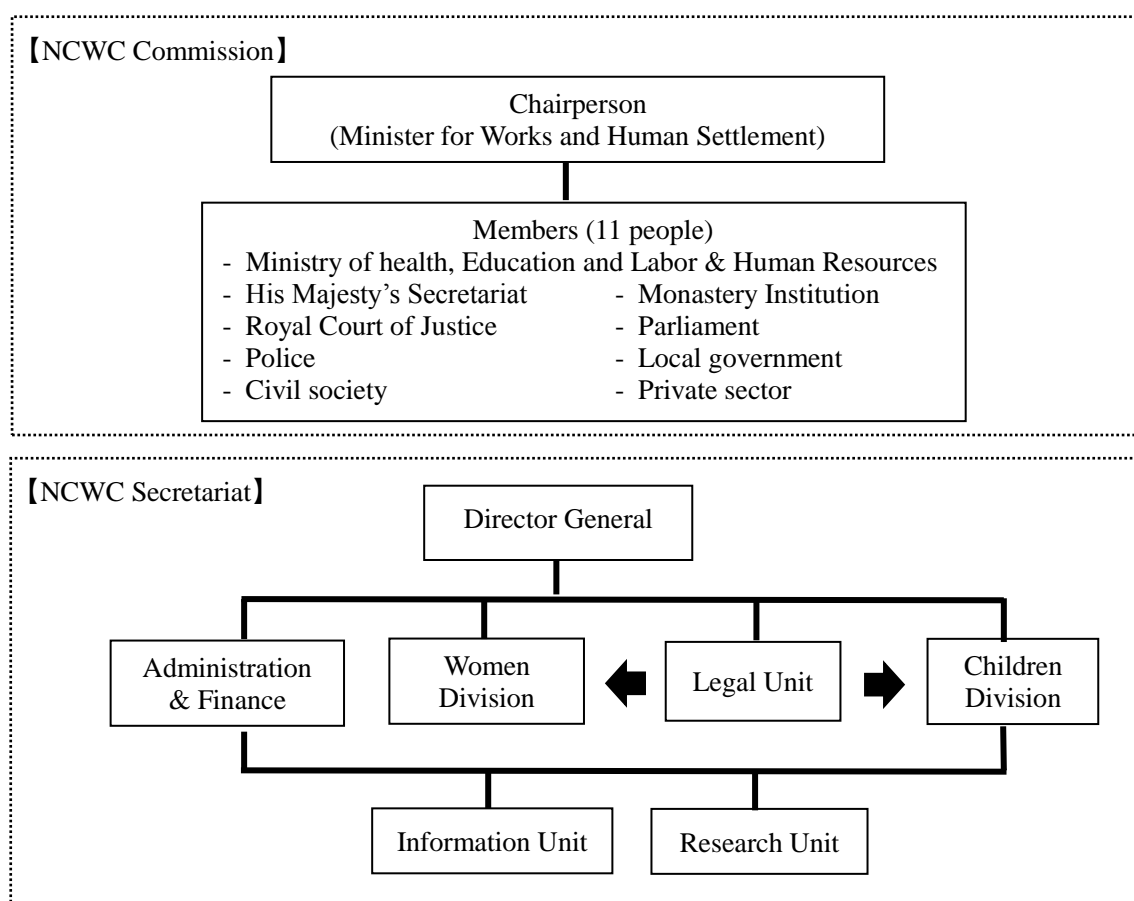 【NCWC Commission】
Chairperson
(Minister for Works and Human Settlement)
Members (11 people)
- Ministry of health, Education and Labor & Human Resources
- His Majesty’s Secretariat - Monastery Institution
- Royal Court of Justice - Parliament
- Police - Local government
- Civil society - Private sector
【NCWC Secretariat】
Director General
Administration
& Finance
Women
Division
Legal Unit
Children
Division
Information Unit
Research Unit